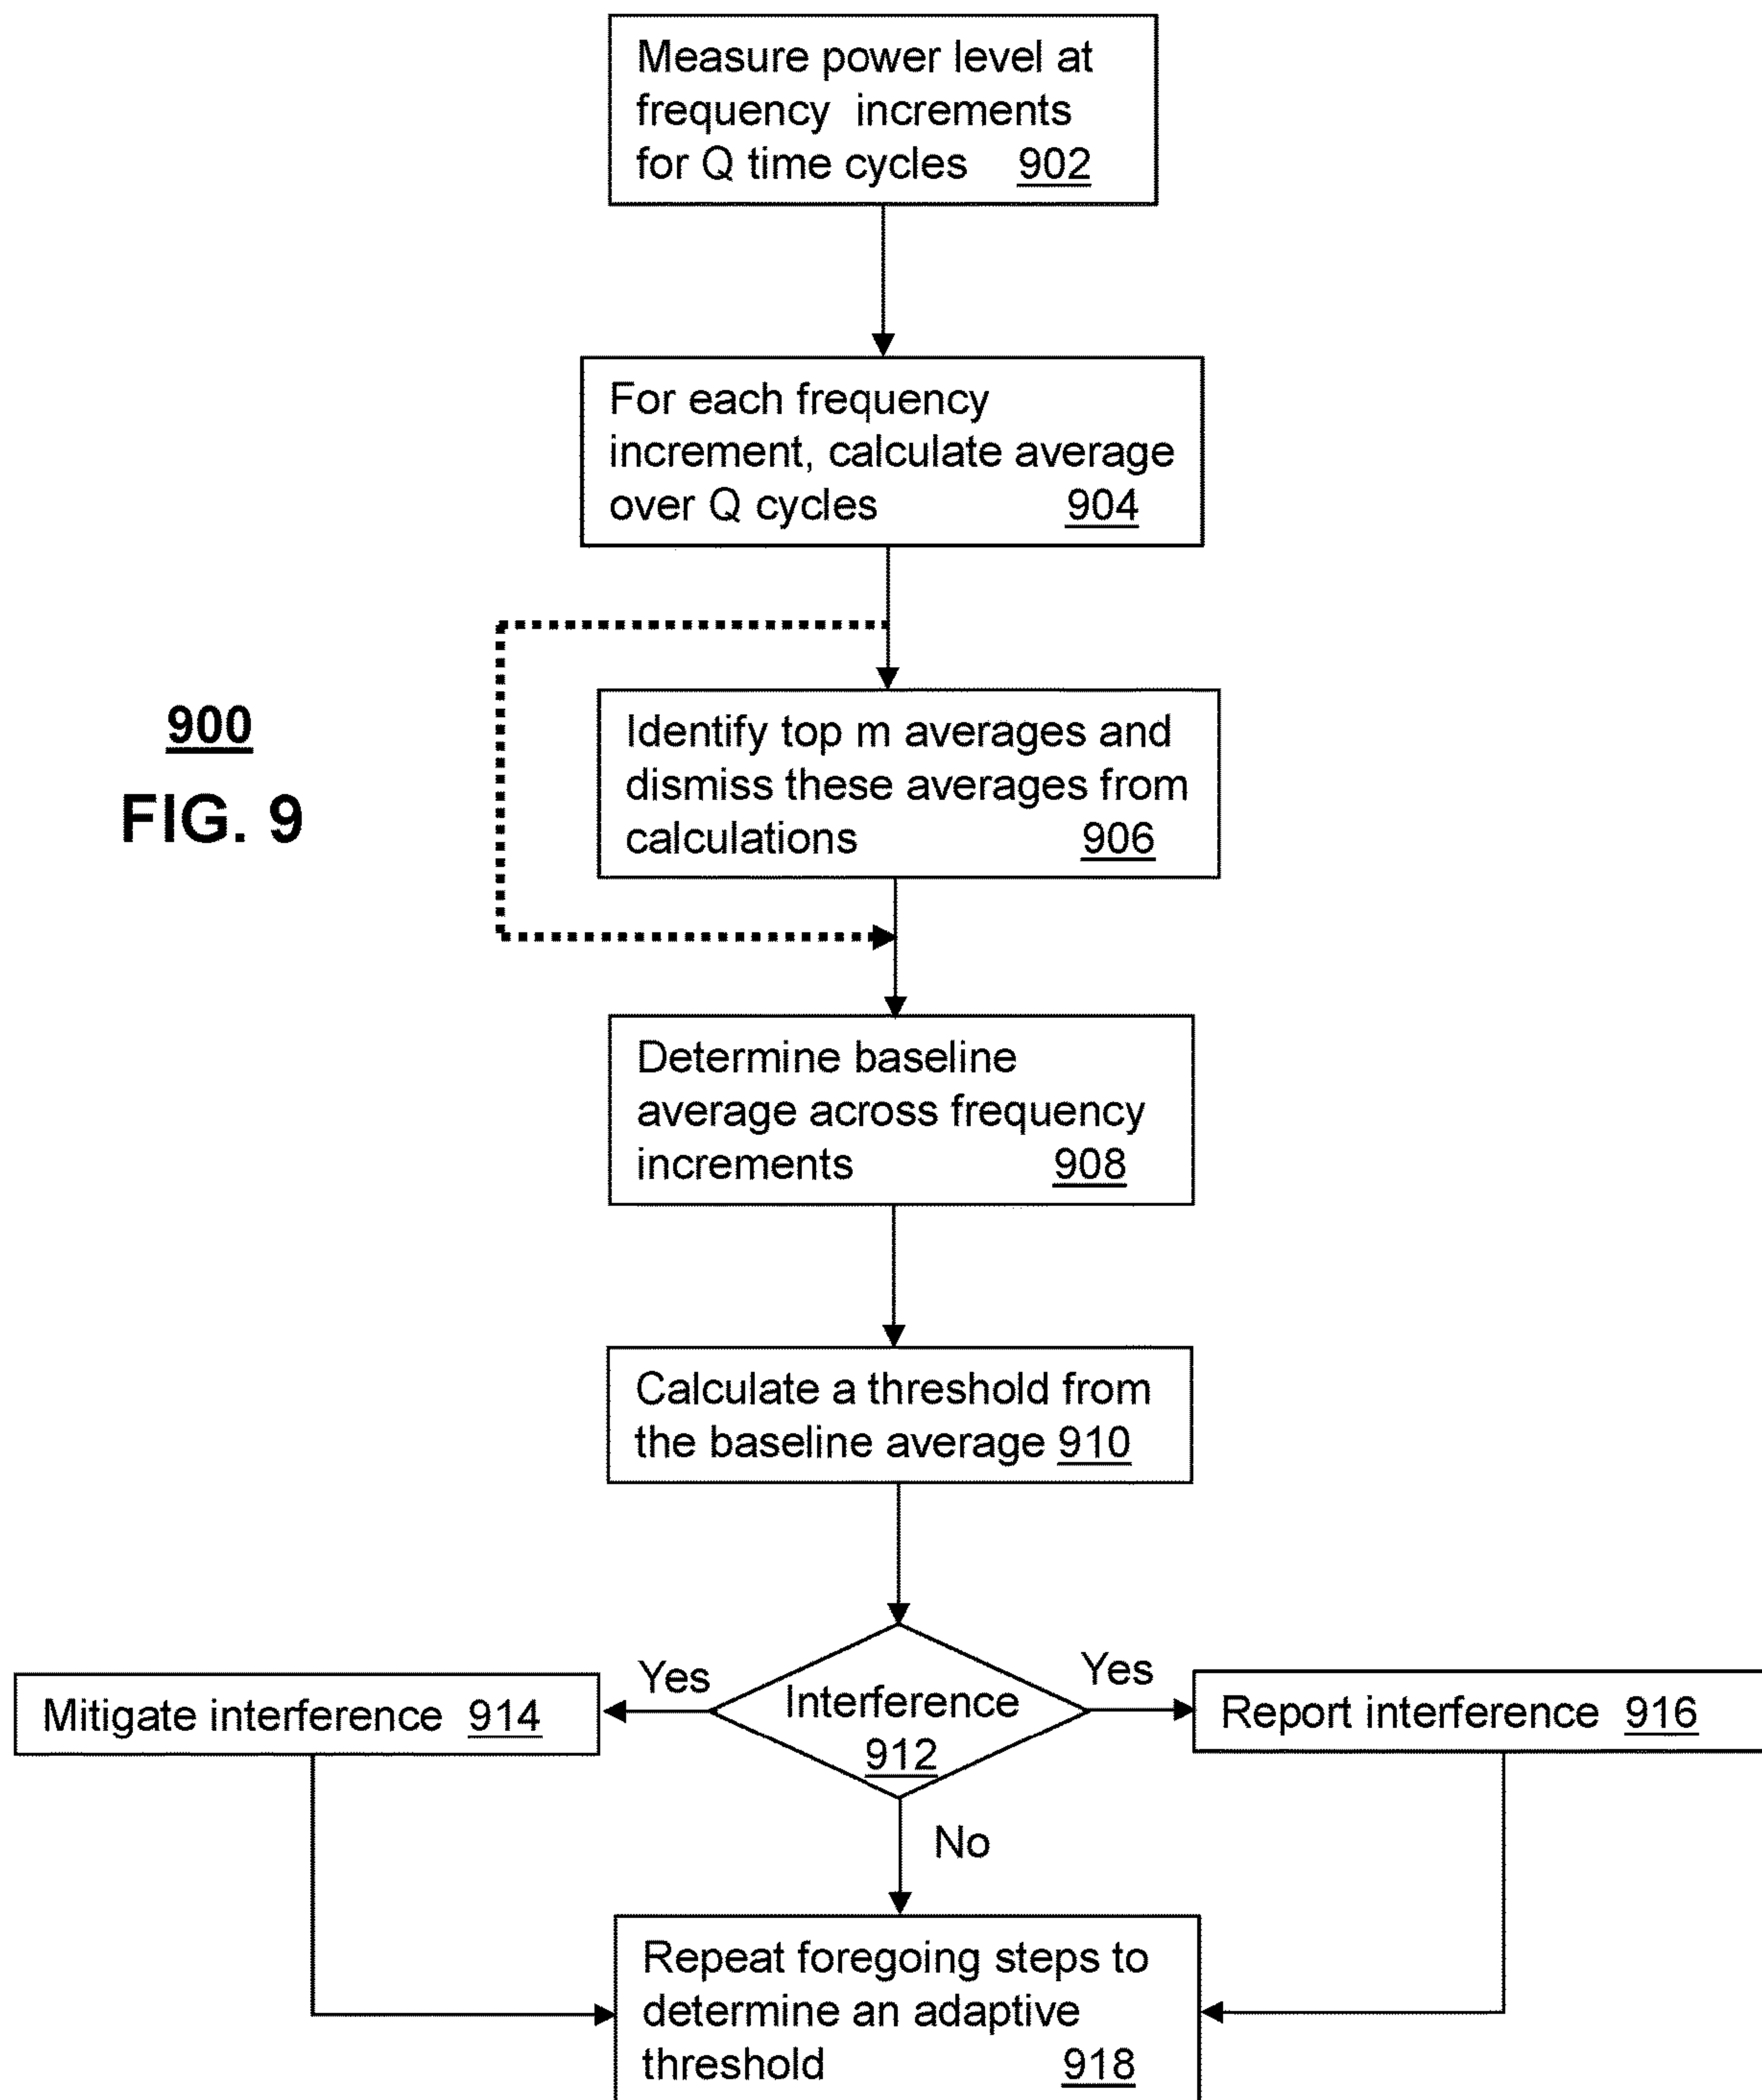 Measure power level at
frequency increments
for Q time cycles 902
For each frequency
increment, calculate average
over Q cycles 904
900
FIG. 9
Identify top m averages and
dismiss these averages from
calculations 906
Determine baseline
average across frequency
increments 908
Calculate a threshold from
the baseline average 910
Yes
Yes
Mitigate interference 914
Interference
912
Report interference 916
No
Repeat foregoing steps to
determine an adaptive
threshold 918